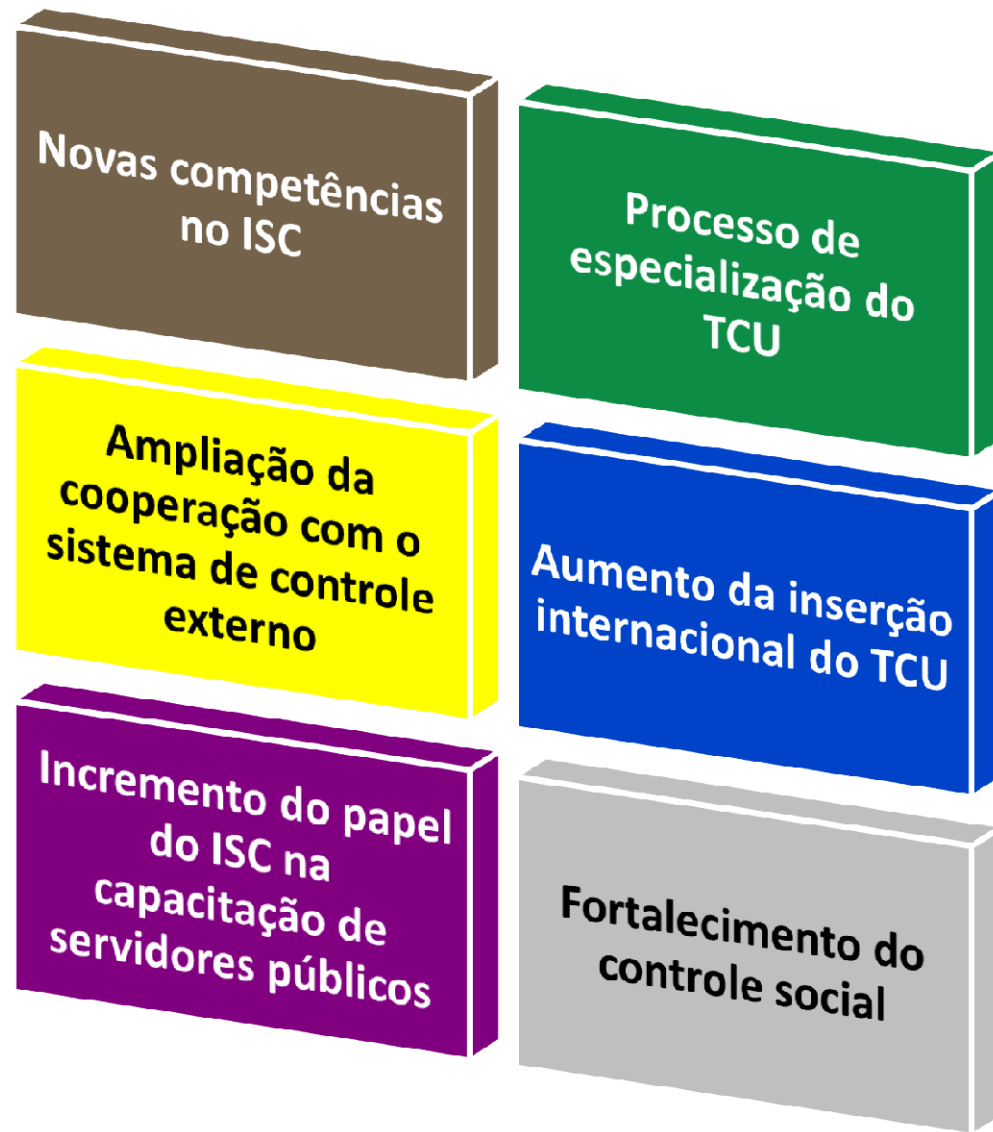 Novas competências
no ISC
Processo de
especialização do
TCU
Ampliação da
cooperação com o
sistema de controle
externo
Aumento da inserção
internacional do TCU
Incremento do papel
do ISC na
capacitação de
servidores públicos
Fortalecimento do
controle social